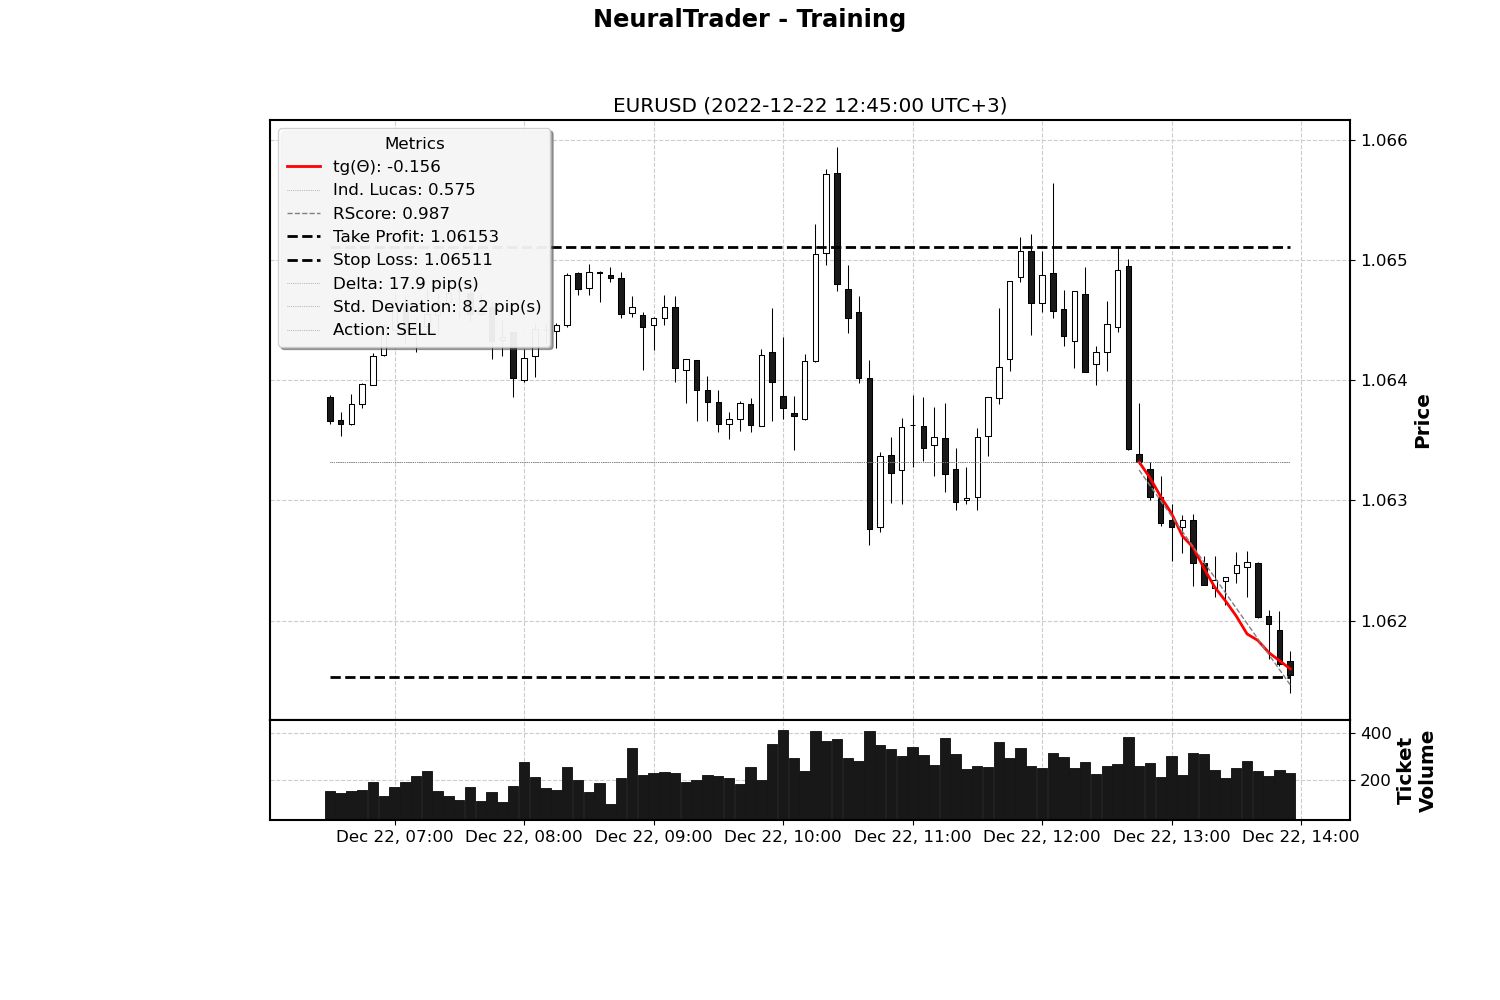 NeuralTrader - Training
EURUSD (2022-12-22 12:45:00 UTC+3)
Metrics
tg(Θ): -0.156
Ind. Lucas: 0.575
RScore: 0.987
Take Profit: 1.06153
Stop Loss: 1.06511
Delta: 17.9 pip(s)
Std. Deviation: 8.2 pip(s)
Action: SELL
1.066
1.065
1.064
1.063
1.062
Price
400
200
Ticket
Volume
Dec 22, 07:00
Dec 22, 08:00
Dec 22, 09:00
Dec 22, 10:00
Dec 22, 11:00
Dec 22, 12:00
Dec 22, 13:00
Dec 22, 14:00